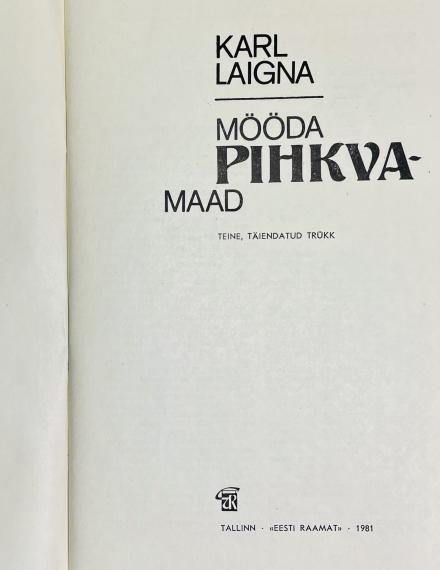 KARL
LAIGNA
MÖÖDA
PIHKVA-
MAAD
TEINE, TÄIENDATUD TRÜKK
TALLINN · «EESTI RAAMAT» · 1981